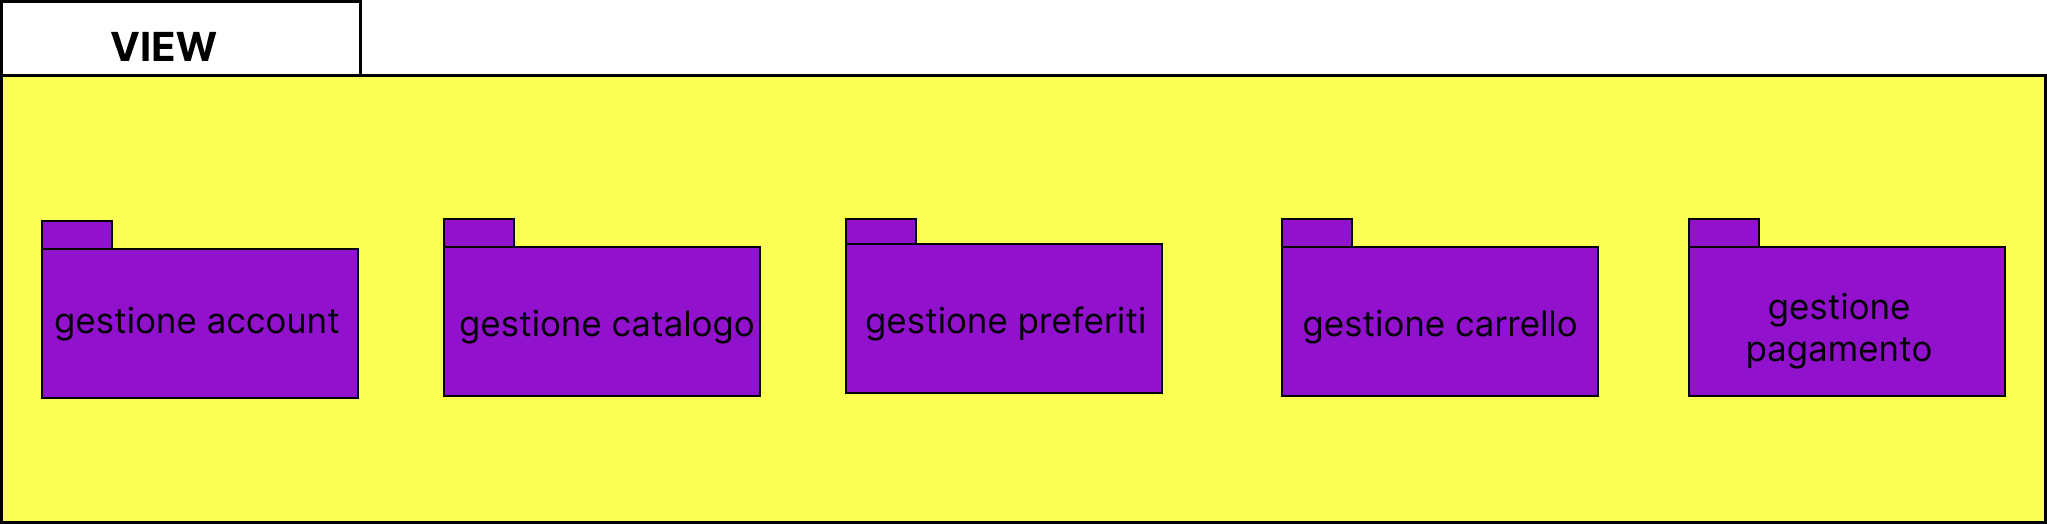 VIEW
gestione account
gestione catalogo
gestione preferiti
gestione carrello
gestione
pagamento